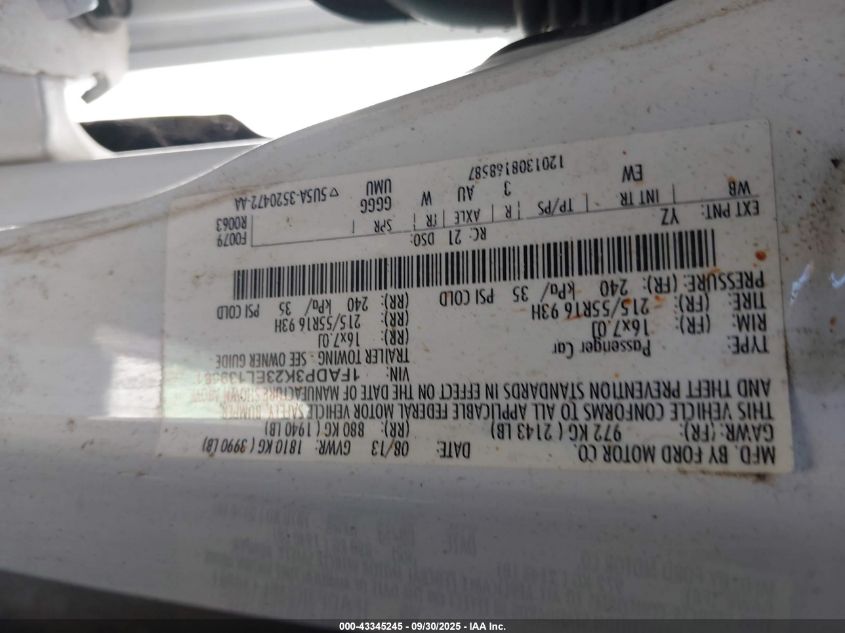 MFD. BY FORD MOTOR CO.
DATE: 08/13 GVWR: 1810 KG ( 3990 LB)
GAWR: (FR): 972 KG ( 2143 LB) (RR): 880 KG ( 1940 LB)
THIS VEHICLE CONFORMS TO ALL APPLICABLE FEDERAL MOTOR VEHICLE SAFETY, BUMPER,
AND THEFT PREVENTION STANDARDS IN EFFECT ON THE DATE OF MANUFACTURE SHOWN ABOVE
VIN: 1FADP3K23EL139561
TYPE: Passenger Car TRAILER TOWING - SEE OWNER GUIDE
RIM: (FR): 16x7.0J (RR): 16x7.0J
TIRE: (FR): 215/55R16 93H (RR): 215/55R16 93H
PRESSURE: (FR): 240 kPa/ 35 PSI COLD (RR): 240 kPa/ 35 PSI COLD
EXT PNT: YZ RC: 21 DSO: F0079
R0063
WB INT TR TP/PS R AXLE TR SPR
EW 3 AU W GGGG
UMU
1201308168587 ▽5U5A-3520472-AA
000-43345245 - 09/30/2025 - IAA Inc.